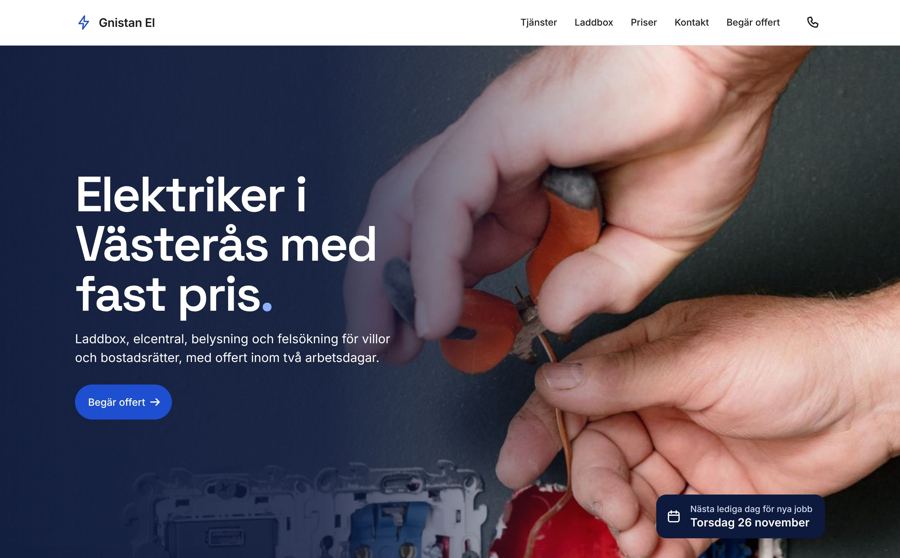 Gnistan El
Tjänster
Laddbox
Priser
Kontakt
Begär offert
Elektriker i
Västerås med
fast pris.
Laddbox, elcentral, belysning och felsökning för villor
och bostadsrätter, med offert inom två arbetsdagar.
Begär offert
Nästa lediga dag för nya jobb
Torsdag 26 november